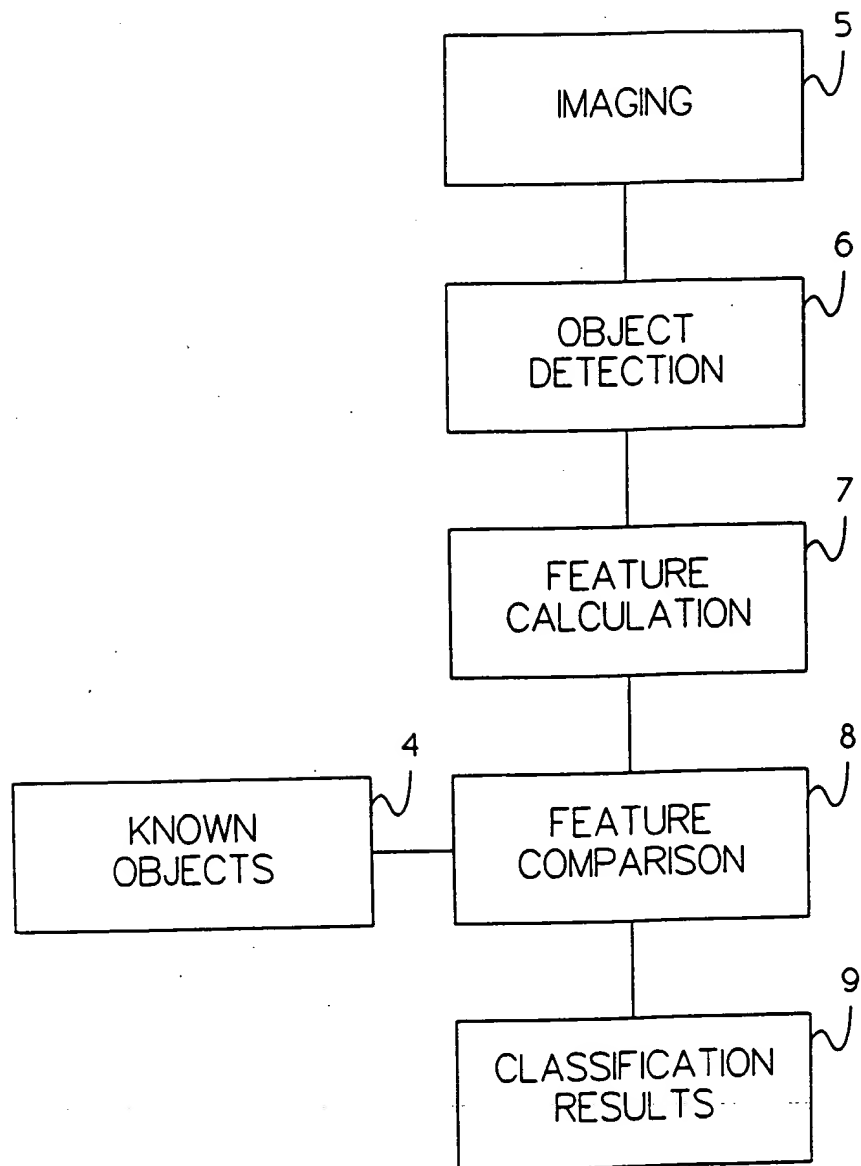 5
IMAGING
6
OBJECT
DETECTION
7
FEATURE
CALCULATION
4
KNOWN
OBJECTS
8
FEATURE
COMPARISON
9
CLASSIFICATION
RESULTS